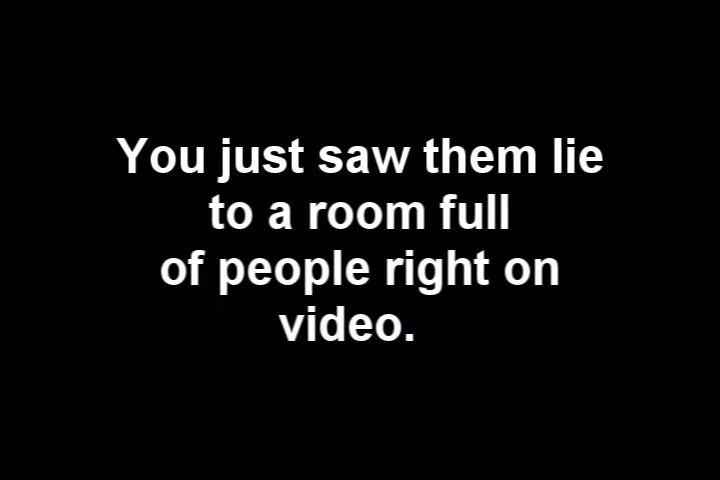 You just saw them lie
to a room full
of people right on
video.